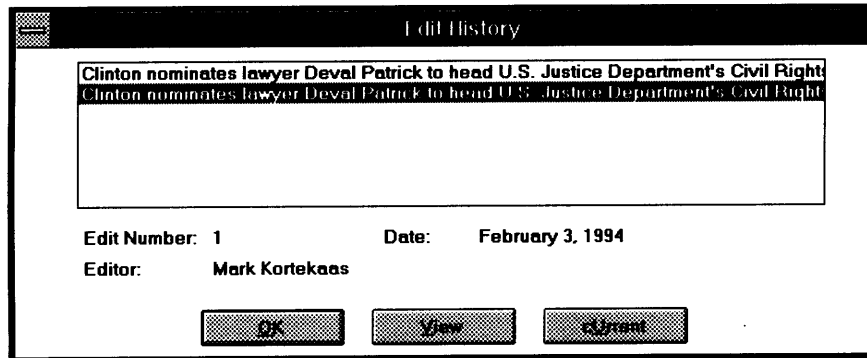 Edit History
Clinton nominates lawyer Deval Patrick to head U.S. Justice Department's Civil Rights
Clinton nominates lawyer Deval Patrick to head U.S. Justice Department's Civil Right
Edit Number: 1 Date: February 3, 1994
Editor: Mark Kortekaas
OK View cUrrent